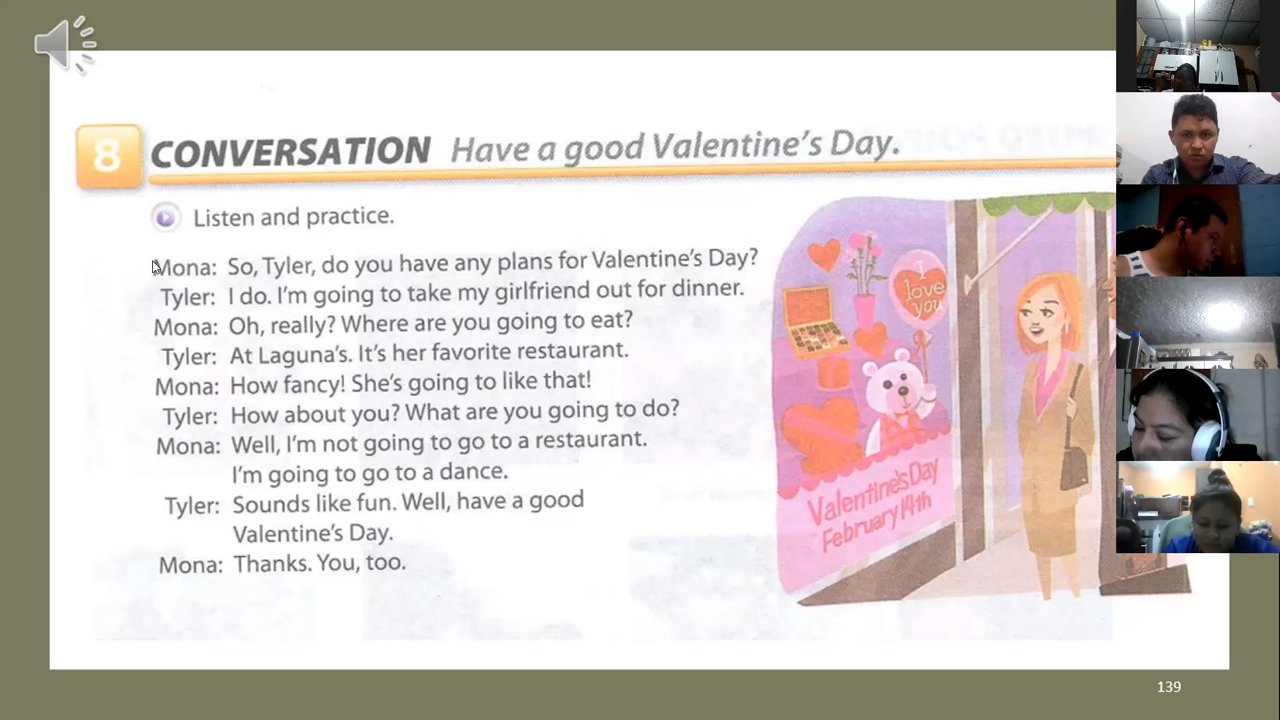 8 CONVERSATION Have a good Valentine's Day.
Listen and practice.
Mona: So, Tyler, do you have any plans for Valentine's Day?
Tyler: I do. I'm going to take my girlfriend out for dinner.
Mona: Oh, really? Where are you going to eat?
Tyler: At Laguna's. It's her favorite restaurant.
Mona: How fancy! She's going to like that!
Tyler: How about you? What are you going to do?
Mona: Well, I'm not going to go to a restaurant.
I'm going to go to a dance.
Tyler: Sounds like fun. Well, have a good
Valentine's Day.
Mona: Thanks. You, too.
I
love
you
Valentine's Day
February 14th
139